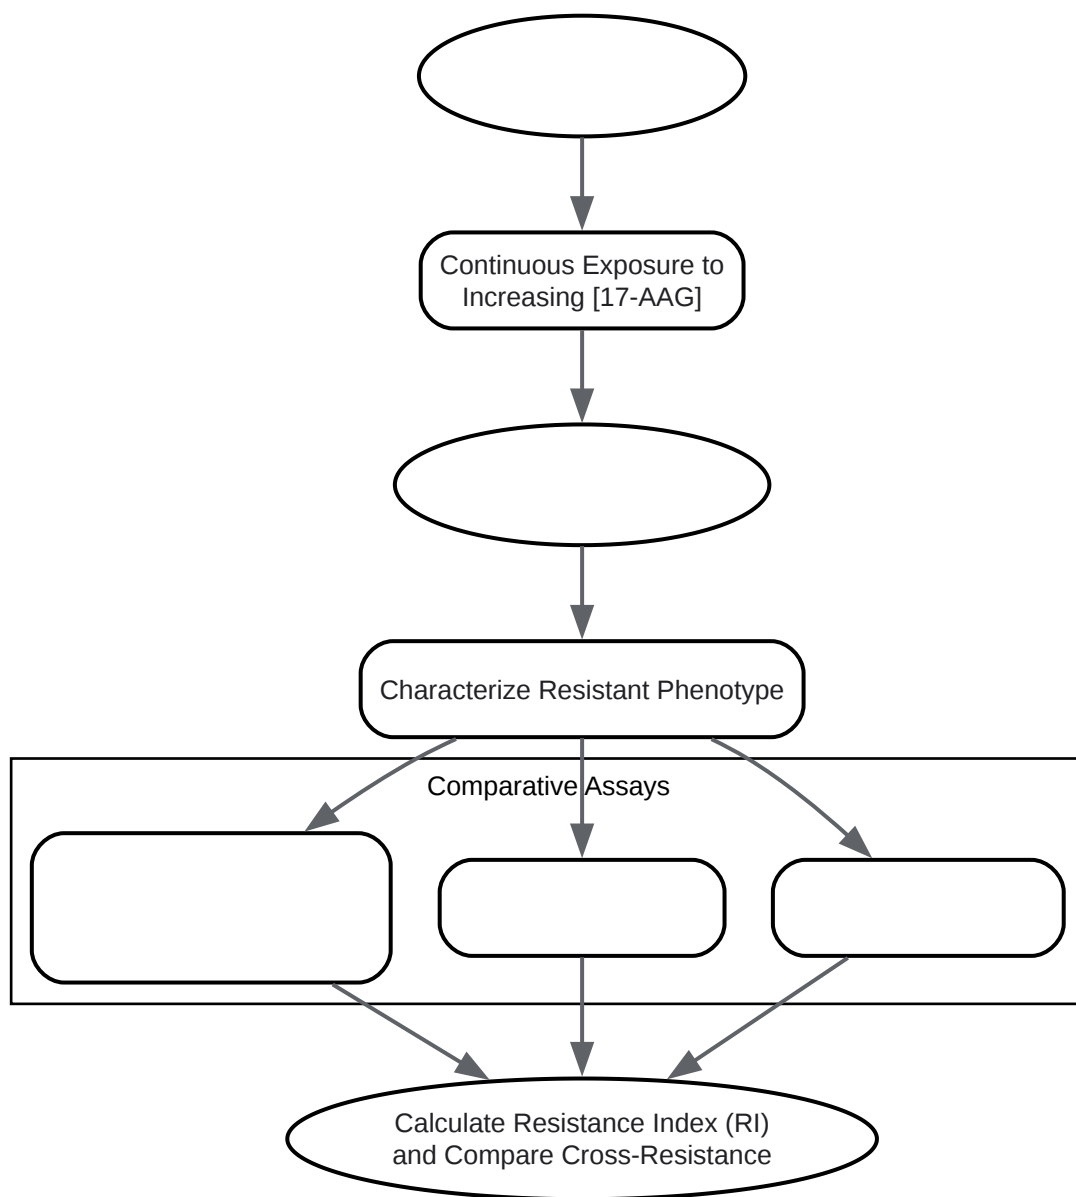 Continuous Exposure to
Increasing [17-AAG]
Characterize Resistant Phenotype
Comparative Assays
Calculate Resistance Index (RI)
and Compare Cross-Resistance